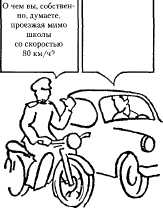 О чем вы, собствен-
но, думаете,
проезжая мимо
школы
со скоростью
80 км/ч?